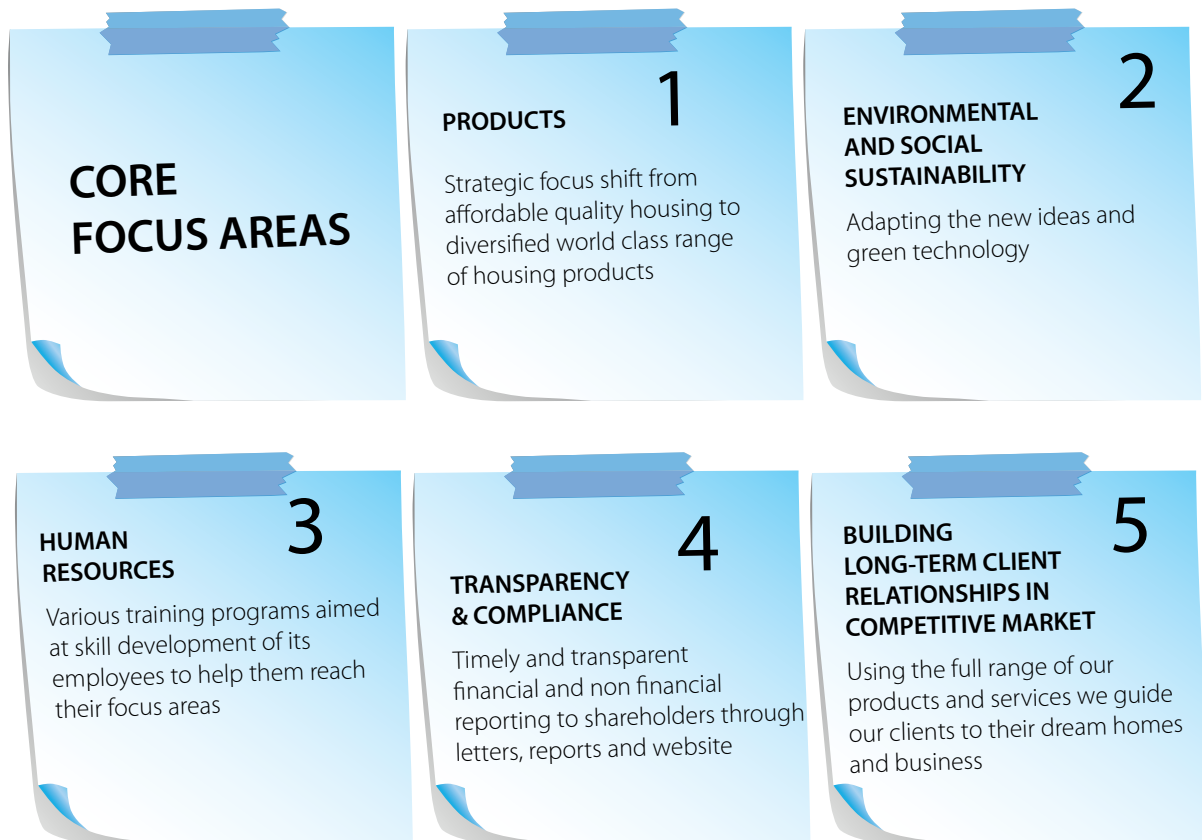 CORE
FOCUS AREAS
1
PRODUCTS
Strategic focus shift from
affordable quality housing to
diversified world class range
of housing products
2
ENVIRONMENTAL
AND SOCIAL
SUSTAINABILITY
Adapting the new ideas and
green technology
3
HUMAN
RESOURCES
Various training programs aimed
at skill development of its
employees to help them reach
their focus areas
4
TRANSPARENCY
& COMPLIANCE
Timely and transparent
financial and non financial
reporting to shareholders through
letters, reports and website
5
BUILDING
LONG-TERM CLIENT
RELATIONSHIPS IN
COMPETITIVE MARKET
Using the full range of our
products and services we guide
our clients to their dream homes
and business